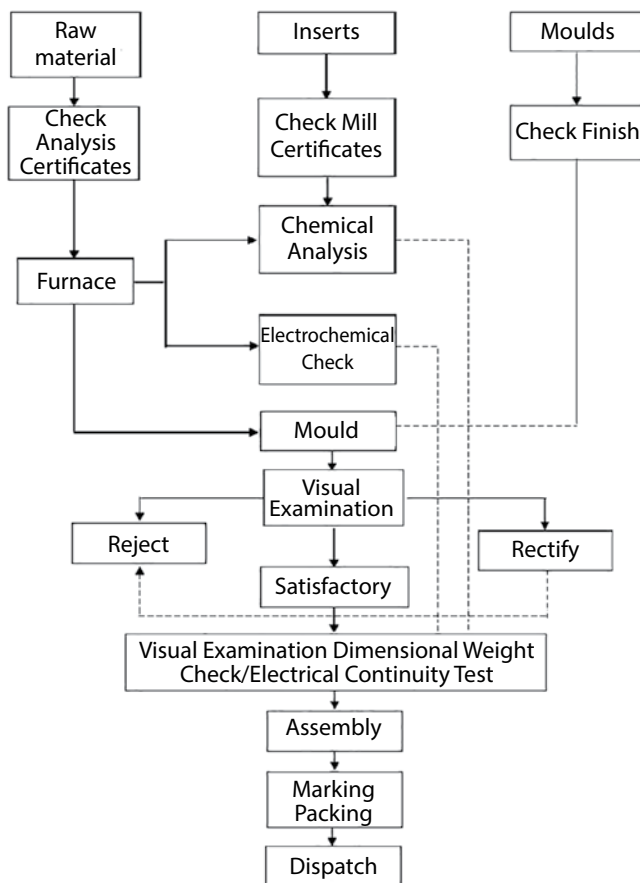 Raw
material
Inserts
Moulds
Check
Analysis
Certificates
Check Mill
Certificates
Check Finish
Chemical
Analysis
Furnace
Electrochemical
Check
Mould
Visual
Examination
Reject
Rectify
Satisfactory
Visual Examination Dimensional Weight
Check/Electrical Continuity Test
Assembly
Marking
Packing
Dispatch